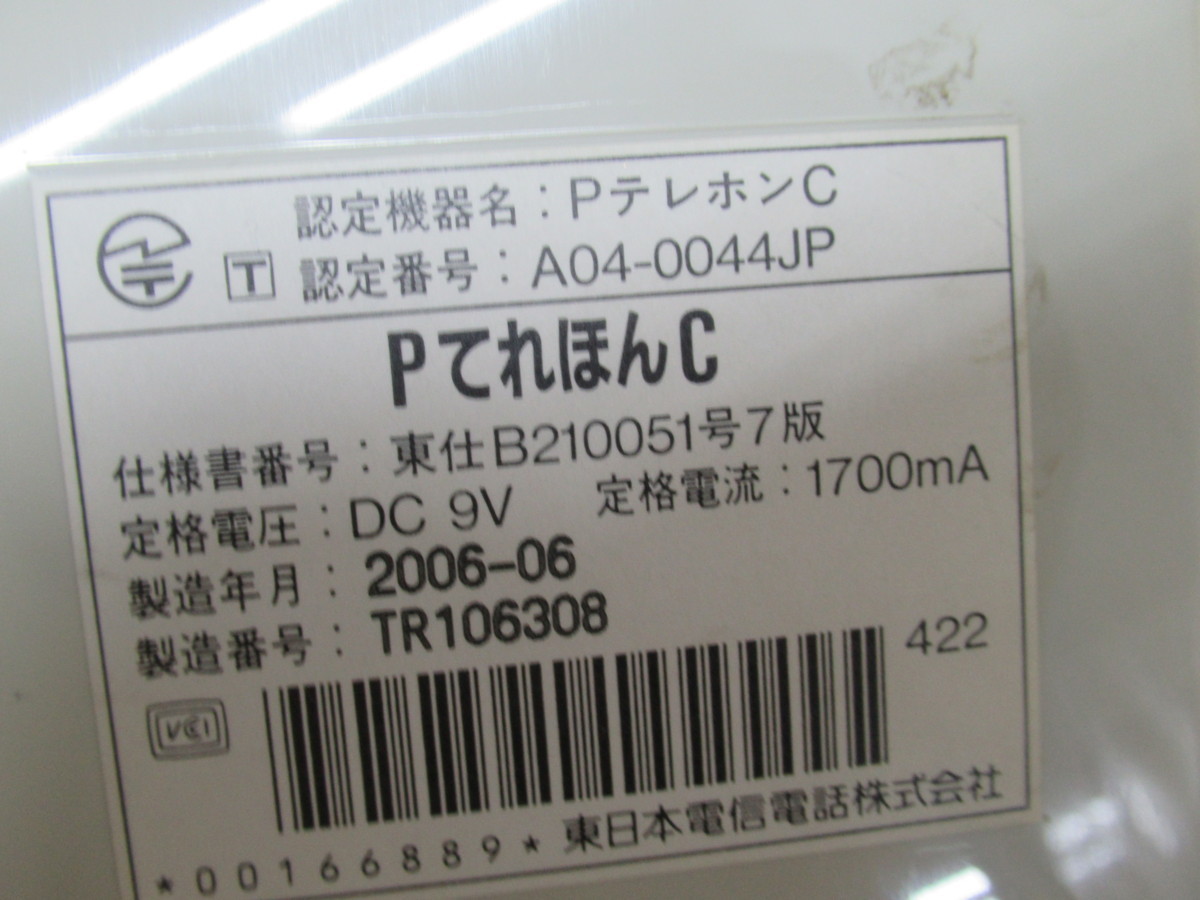 認定機器名：PテレホンC
T 認定番号：A04-0044JP
PてれほんC
仕様書番号：東仕B210051号7版
定格電圧：DC 9V 定格電流：1700mA
製造年月：2006-06
製造番号：TR106308
422
VCCI
*00166889* 東日本電信電話株式会社